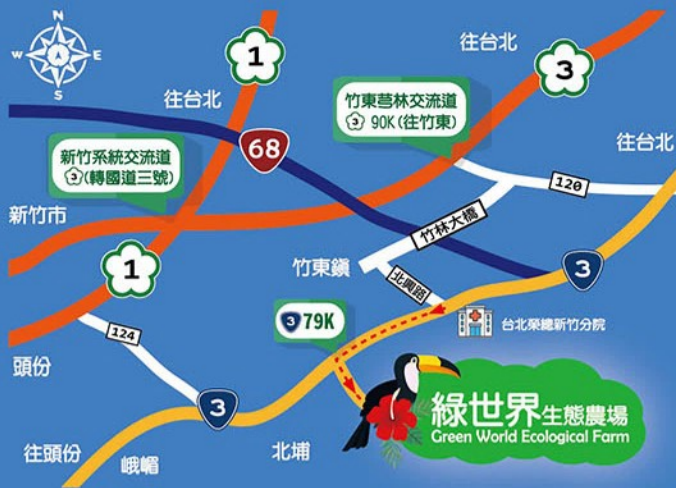 N
W
E
S
1
往台北
往台北
3
竹東芎林交流道
3 90K(往竹東)
往台北
68
新竹系統交流道
3(轉國道三號)
120
新竹市
竹林大橋
竹東鎮
1
3
北興路
3 79K
台北榮總新竹分院
124
頭份
3
綠世界生態農場
Green World Ecological Farm
往頭份
峨嵋
北埔